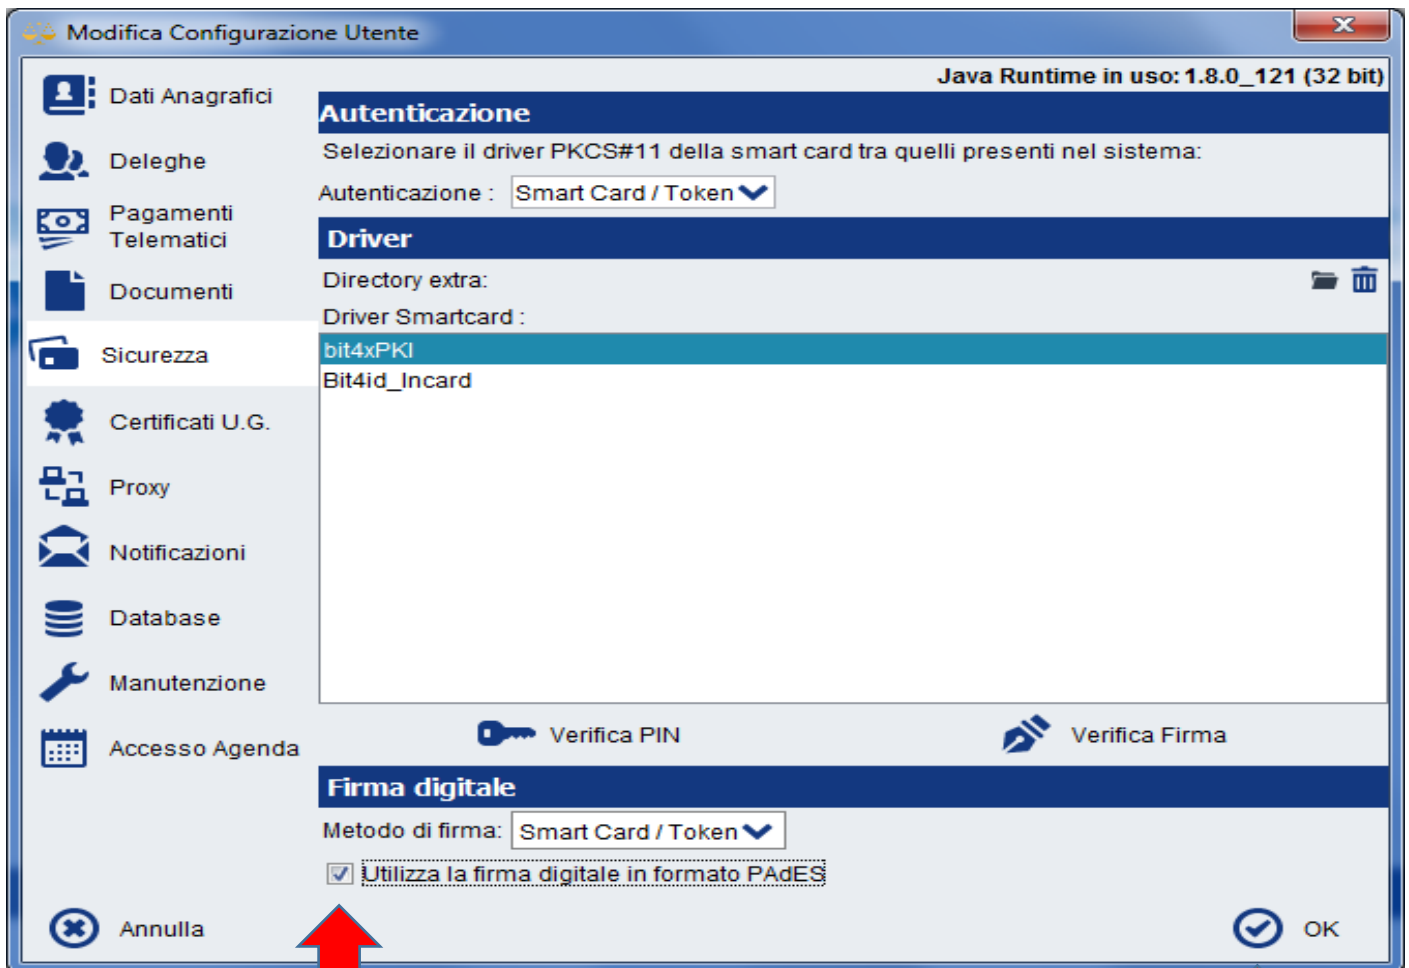 Modifica Configurazione Utente
Java Runtime in uso: 1.8.0_121 (32 bit)
Dati Anagrafici
Deleghe
Pagamenti
Telematici
Documenti
Sicurezza
Certificati U.G.
Proxy
Notificazioni
Database
Manutenzione
Accesso Agenda
Autenticazione
Selezionare il driver PKCS#11 della smart card tra quelli presenti nel sistema:
Autenticazione : Smart Card / Token
Driver
Directory extra:
Driver Smartcard :
bit4xPKI
Bit4id_Incard
Verifica PIN
Verifica Firma
Firma digitale
Metodo di firma: Smart Card / Token
Utilizza la firma digitale in formato PAdES
Annulla
OK